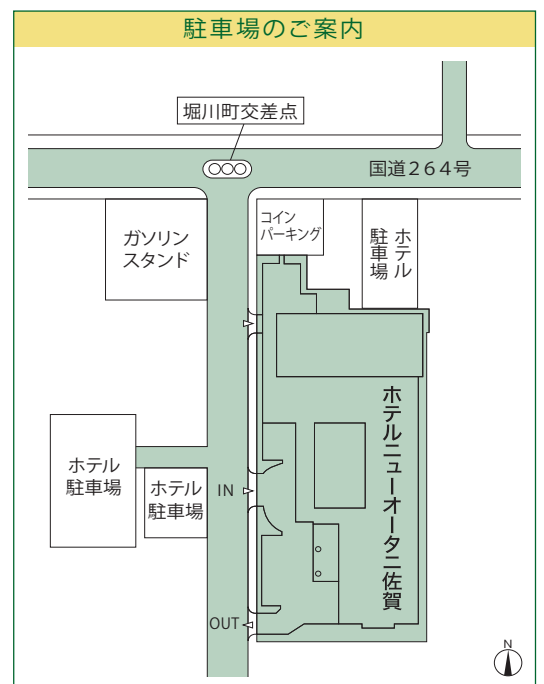 駐車場のご案内
堀川町交差点
国道264号
ガソリン
スタンド
コイン
パーキング
ホテル
駐車場
ホテル
駐車場
ホテル
駐車場
IN
ホテルニューオータニ佐賀
OUT
N